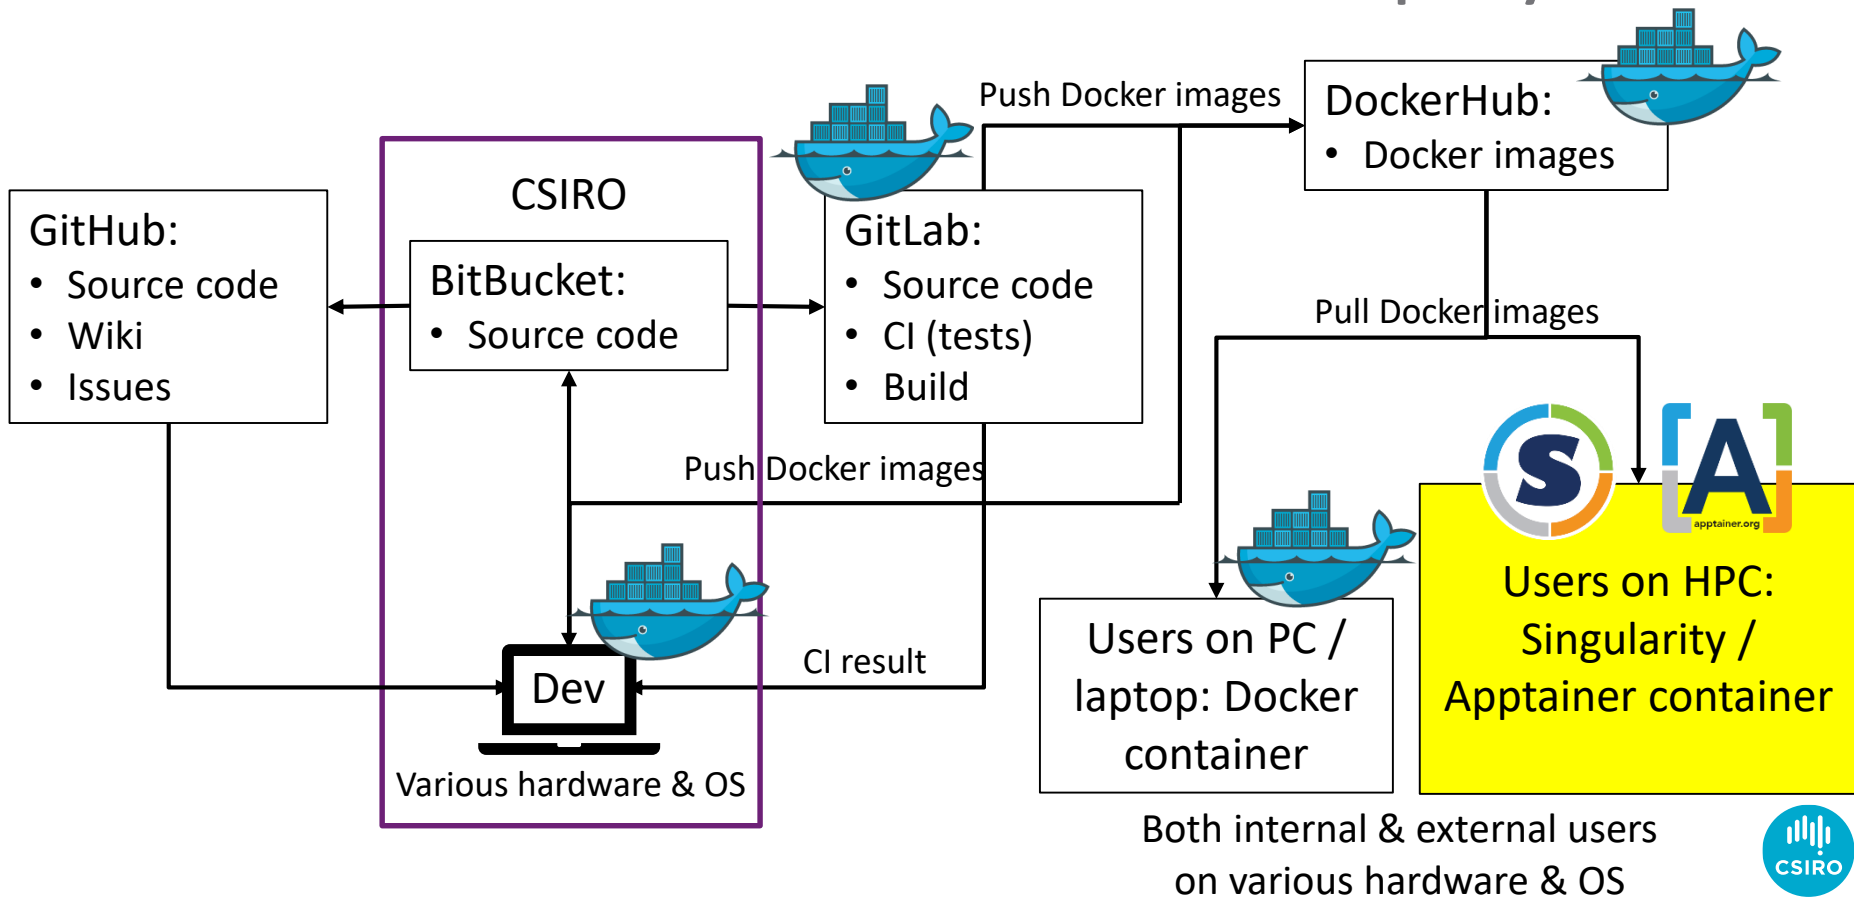 Push Docker images
DockerHub:
• Docker images
CSIRO
GitHub:
• Source code
• Wiki
• Issues
BitBucket:
• Source code
GitLab:
• Source code
• CI (tests)
• Build
Pull Docker images
Push Docker images
S
A
apptainer.org
Dev
CI result
Various hardware & OS
Users on PC /
laptop: Docker
container
Users on HPC:
Singularity /
Apptainer container
Both internal & external users
on various hardware & OS
CSIRO